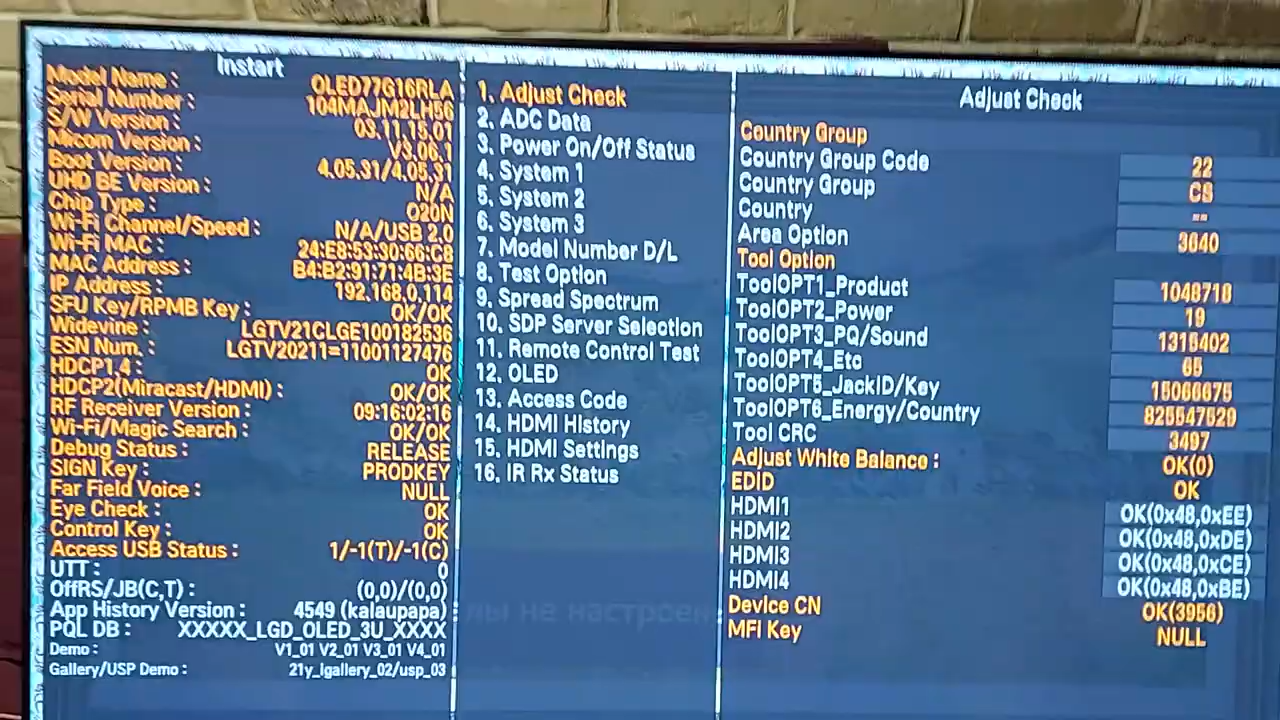 Instart
Model Name : OLED77G16RLA
Serial Number : 104MAJM2LH56
S/W Version : 03.11.15.01
Micom Version : V3.06.1
Boot Version : 4.05.31/4.05.31
UHD BE Version : N/A
Chip Type : O20N
Wi-Fi Channel/Speed : N/A/USB 2.0
Wi-Fi MAC : 24:E8:53:30:66:C8
MAC Address : B4:B2:91:71:4B:3E
IP Address : 192.168.0.114
SFU Key/RPMB Key : OK/OK
Widevine : LGTV21CLGE100182536
ESN Num. : LGTV20211=11001127476
HDCP1.4 : OK
HDCP2(Miracast/HDMI) : OK/OK
RF Receiver Version : 09:16:02:16
Wi-Fi/Magic Search : OK/OK
Debug Status : RELEASE
SIGN Key : PRODKEY
Far Field Voice : NULL
Eye Check : OK
Control Key : OK
Access USB Status : 1/-1(T)/-1(C)
UTT : 0
OffRS/JB(C,T) : (0,0)/(0,0)
App History Version : 4549 (kalaupapa)
PQL DB : XXXXX_LGD_OLED_3U_XXXX
Demo : V1_01 V2_01 V3_01 V4_01
Gallery/USP Demo : 21y_lgallery_02/usp_03
1. Adjust Check
2. ADC Data
3. Power On/Off Status
4. System 1
5. System 2
6. System 3
7. Model Number D/L
8. Test Option
9. Spread Spectrum
10. SDP Server Selection
11. Remote Control Test
12. OLED
13. Access Code
14. HDMI History
15. HDMI Settings
16. IR Rx Status
не настроен
Adjust Check
Country Group
Country Group Code 22
Country Group CS
Country --
Area Option 3640
Tool Option
ToolOPT1_Product 1048718
ToolOPT2_Power 19
ToolOPT3_PQ/Sound 1315402
ToolOPT4_Etc
ToolOPT5_JackID/Key 15066675
ToolOPT6_Energy/Country 825547529
Tool CRC 3497
Adjust White Balance : OK(0)
EDID OK
HDMI1 OK(0x48,0xEE)
HDMI2 OK(0x48,0xDE)
HDMI3 OK(0x48,0xCE)
HDMI4 OK(0x48,0xBE)
Device CN OK(3956)
MFi Key NULL